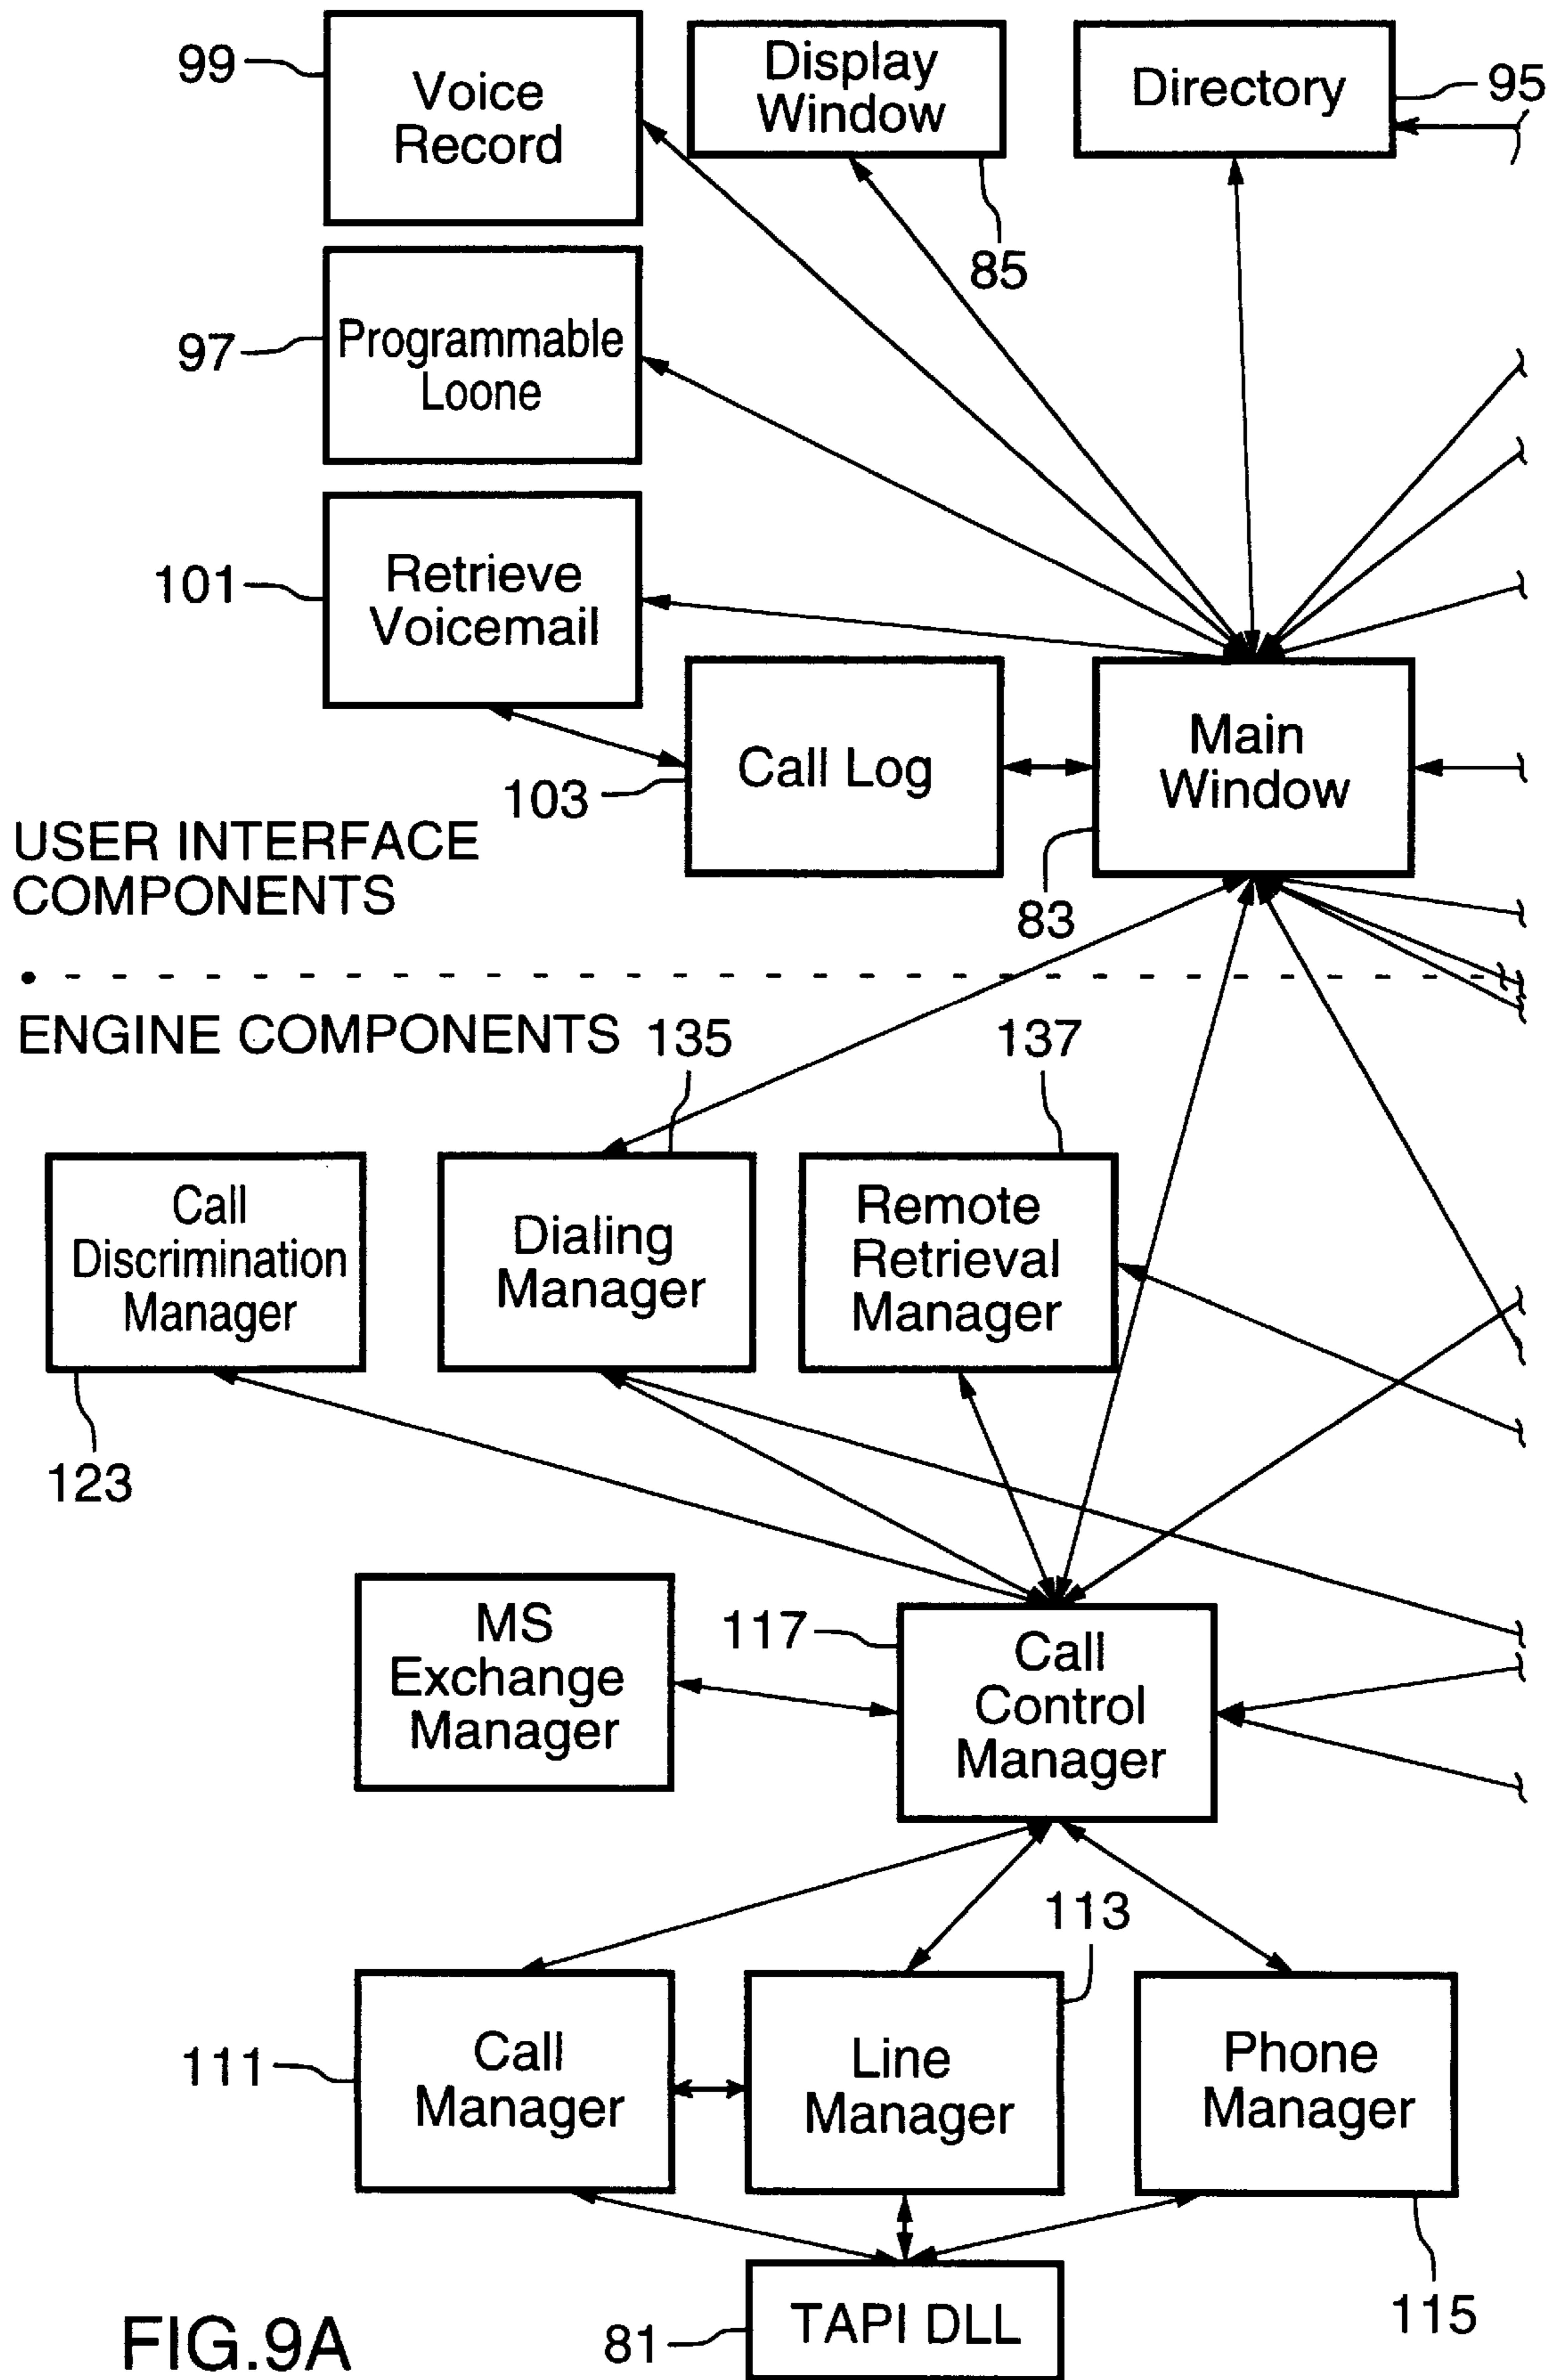 99
Voice
Record
Display
Window
85
Directory
95
97
Programmable
Loone
101
Retrieve
Voicemail
103
Call Log
Main
Window
83
USER INTERFACE
COMPONENTS
ENGINE COMPONENTS
135
137
Call
Discrimination
Manager
123
Dialing
Manager
Remote
Retrieval
Manager
MS
Exchange
Manager
117
Call
Control
Manager
113
111
Call
Manager
Line
Manager
Phone
Manager
115
81
TAPI DLL
FIG.9A